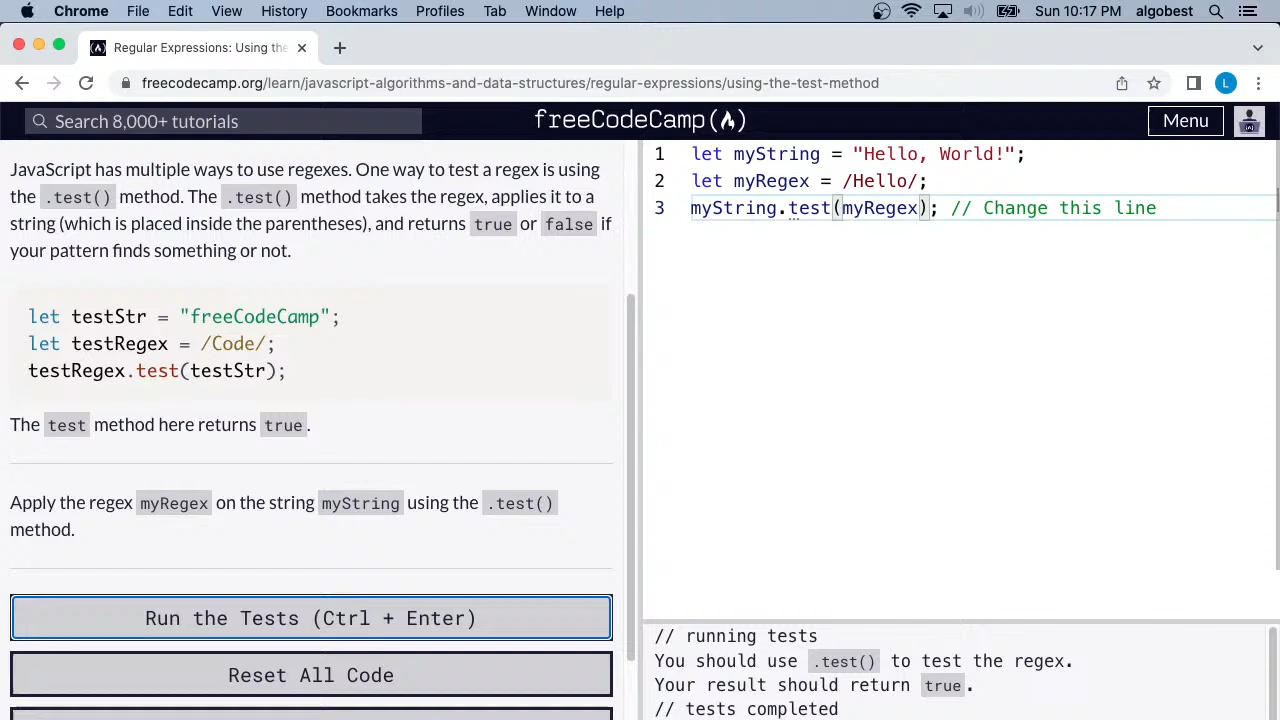 Chrome File Edit View History Bookmarks Profiles Tab Window Help Sun 10:17 PM algobest
Regular Expressions: Using the
freecodecamp.org/learn/javascript-algorithms-and-data-structures/regular-expressions/using-the-test-method L
Search 8,000+ tutorials freeCodeCamp(🔥) Menu
JavaScript has multiple ways to use regexes. One way to test a regex is using
the .test() method. The .test() method takes the regex, applies it to a
string (which is placed inside the parentheses), and returns true or false if
your pattern finds something or not.
let testStr = "freeCodeCamp";
let testRegex = /Code/;
testRegex.test(testStr);
The test method here returns true.
Apply the regex myRegex on the string myString using the .test()
method.
Run the Tests (Ctrl + Enter)
Reset All Code
1 let myString = "Hello, World!";
2 let myRegex = /Hello/;
3 myString.test(myRegex); // Change this line
// running tests
You should use .test() to test the regex.
Your result should return true.
// tests completed